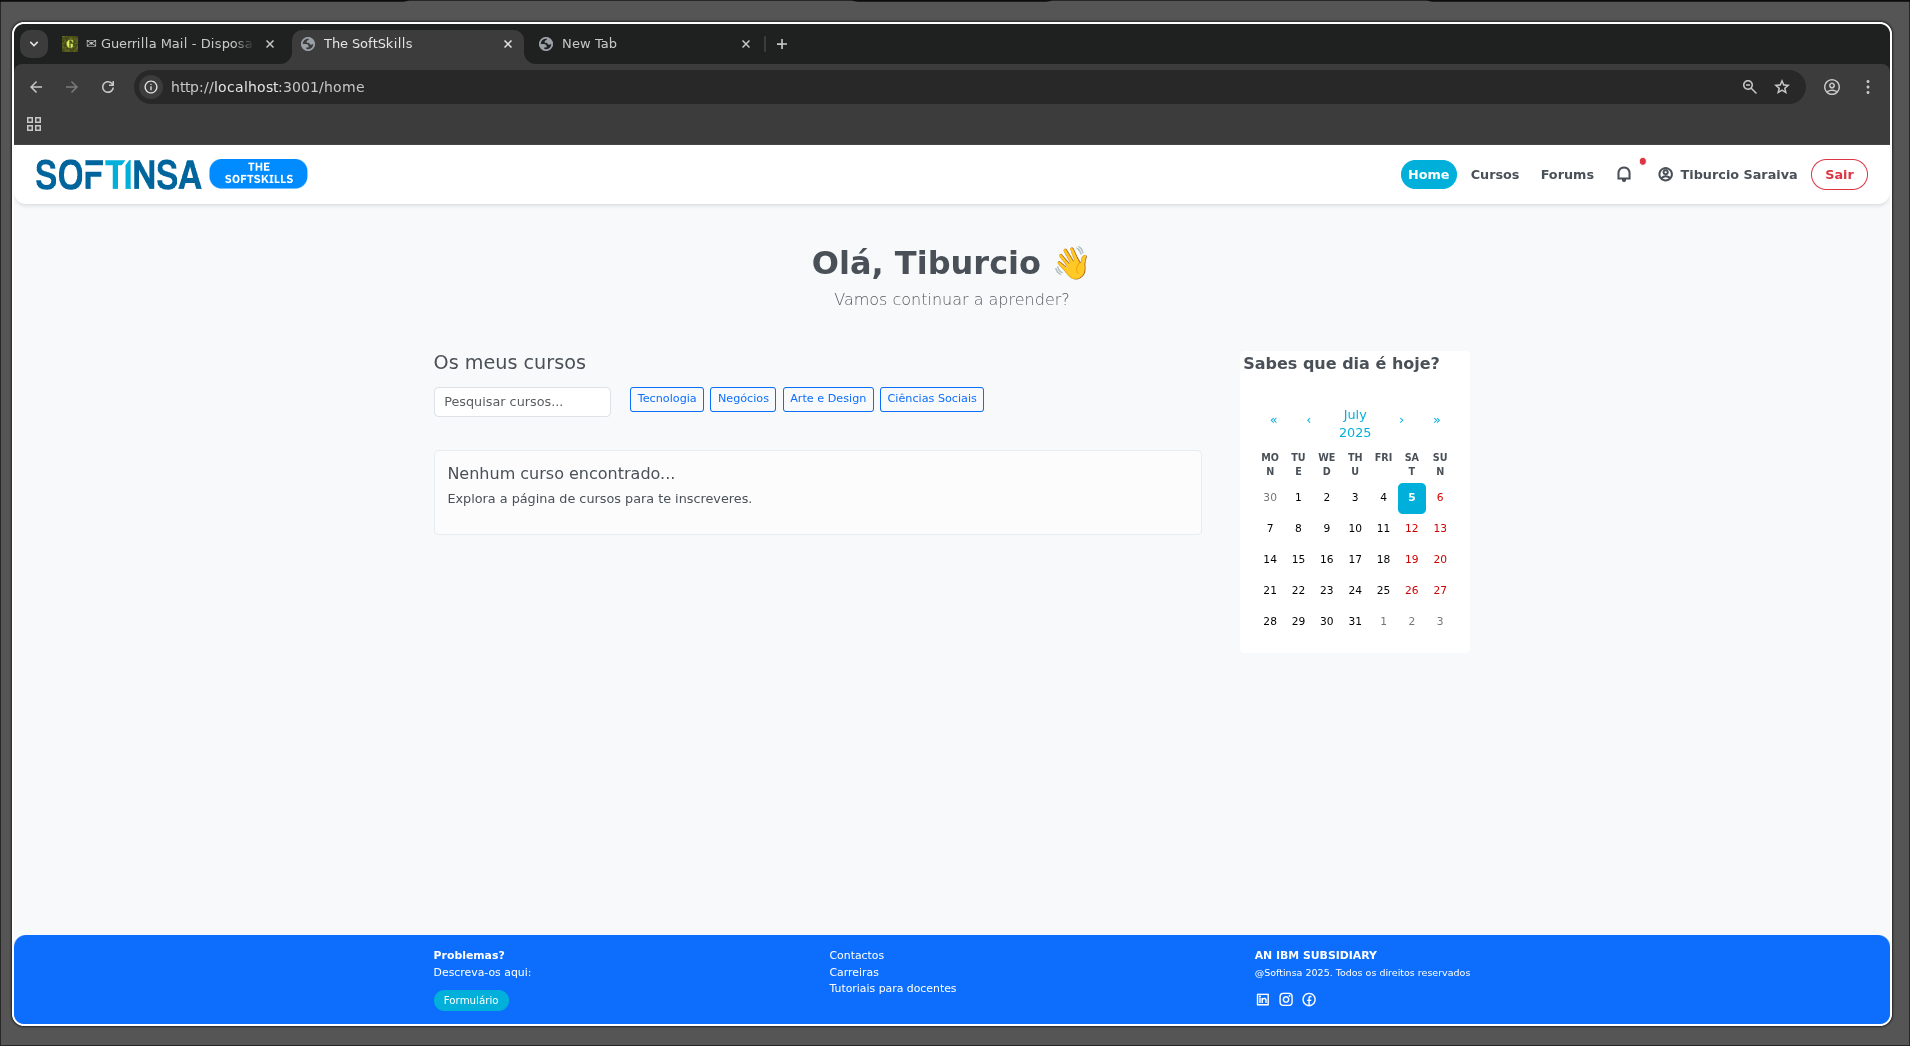 ✉ Guerrilla Mail - Disposa
The SoftSkills
New Tab
http://localhost:3001/home
SOFTINSA
THE
SOFTSKILLS
Home
Cursos
Forums
Tiburcio Saraiva
Sair
Olá, Tiburcio 👋
Vamos continuar a aprender?
Os meus cursos
Pesquisar cursos...
Tecnologia
Negócios
Arte e Design
Ciências Sociais
Nenhum curso encontrado...
Explora a página de cursos para te inscreveres.
Sabes que dia é hoje?
« ‹ July 2025 › »
MON TUE WED THU FRI SAT SUN
30 1 2 3 4 5 6
7 8 9 10 11 12 13
14 15 16 17 18 19 20
21 22 23 24 25 26 27
28 29 30 31 1 2 3
Problemas?
Descreva-os aqui:
Formulário
Contactos
Carreiras
Tutoriais para docentes
AN IBM SUBSIDIARY
@Softinsa 2025. Todos os direitos reservados